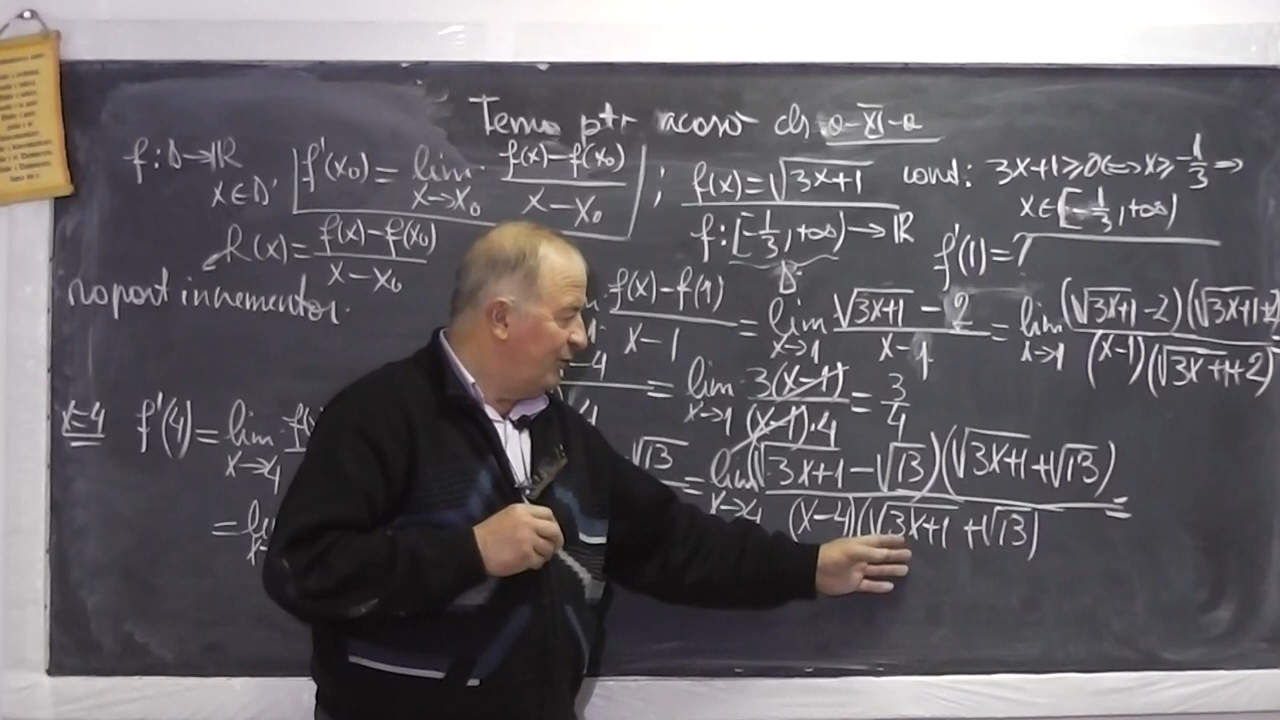 Tema ptr acasă cls a-XI-a
f:D→ℝ
x∈D'
f'(x₀)= lim x→x₀ (f(x)-f(x₀))/(x-x₀) ;
f(x)=√(3x+1)
cond: 3x+1≥0⟺x≥-1/3 ⇒
x∈[-1/3,+∞)
R(x)= (f(x)-f(x₀))/(x-x₀)
f:[-1/3,+∞)→ℝ
D
f'(1)=?
raport incrementar.
(f(x)-f(1))/(x-1) = lim x→1 (√(3x+1) - 2)/(x-1) = lim x→1 (√(3x+1)-2)(√(3x+1)+2)/((x-1)(√(3x+1)+2)
-4
= lim x→1 3(x-1)/((x-1)·4) = 3/4
x=4 f'(4)= lim x→4
√13 = lim x→4 (√(3x+1)-√13)(√(3x+1)+√13)/((x-4)(√(3x+1)+√13)) =